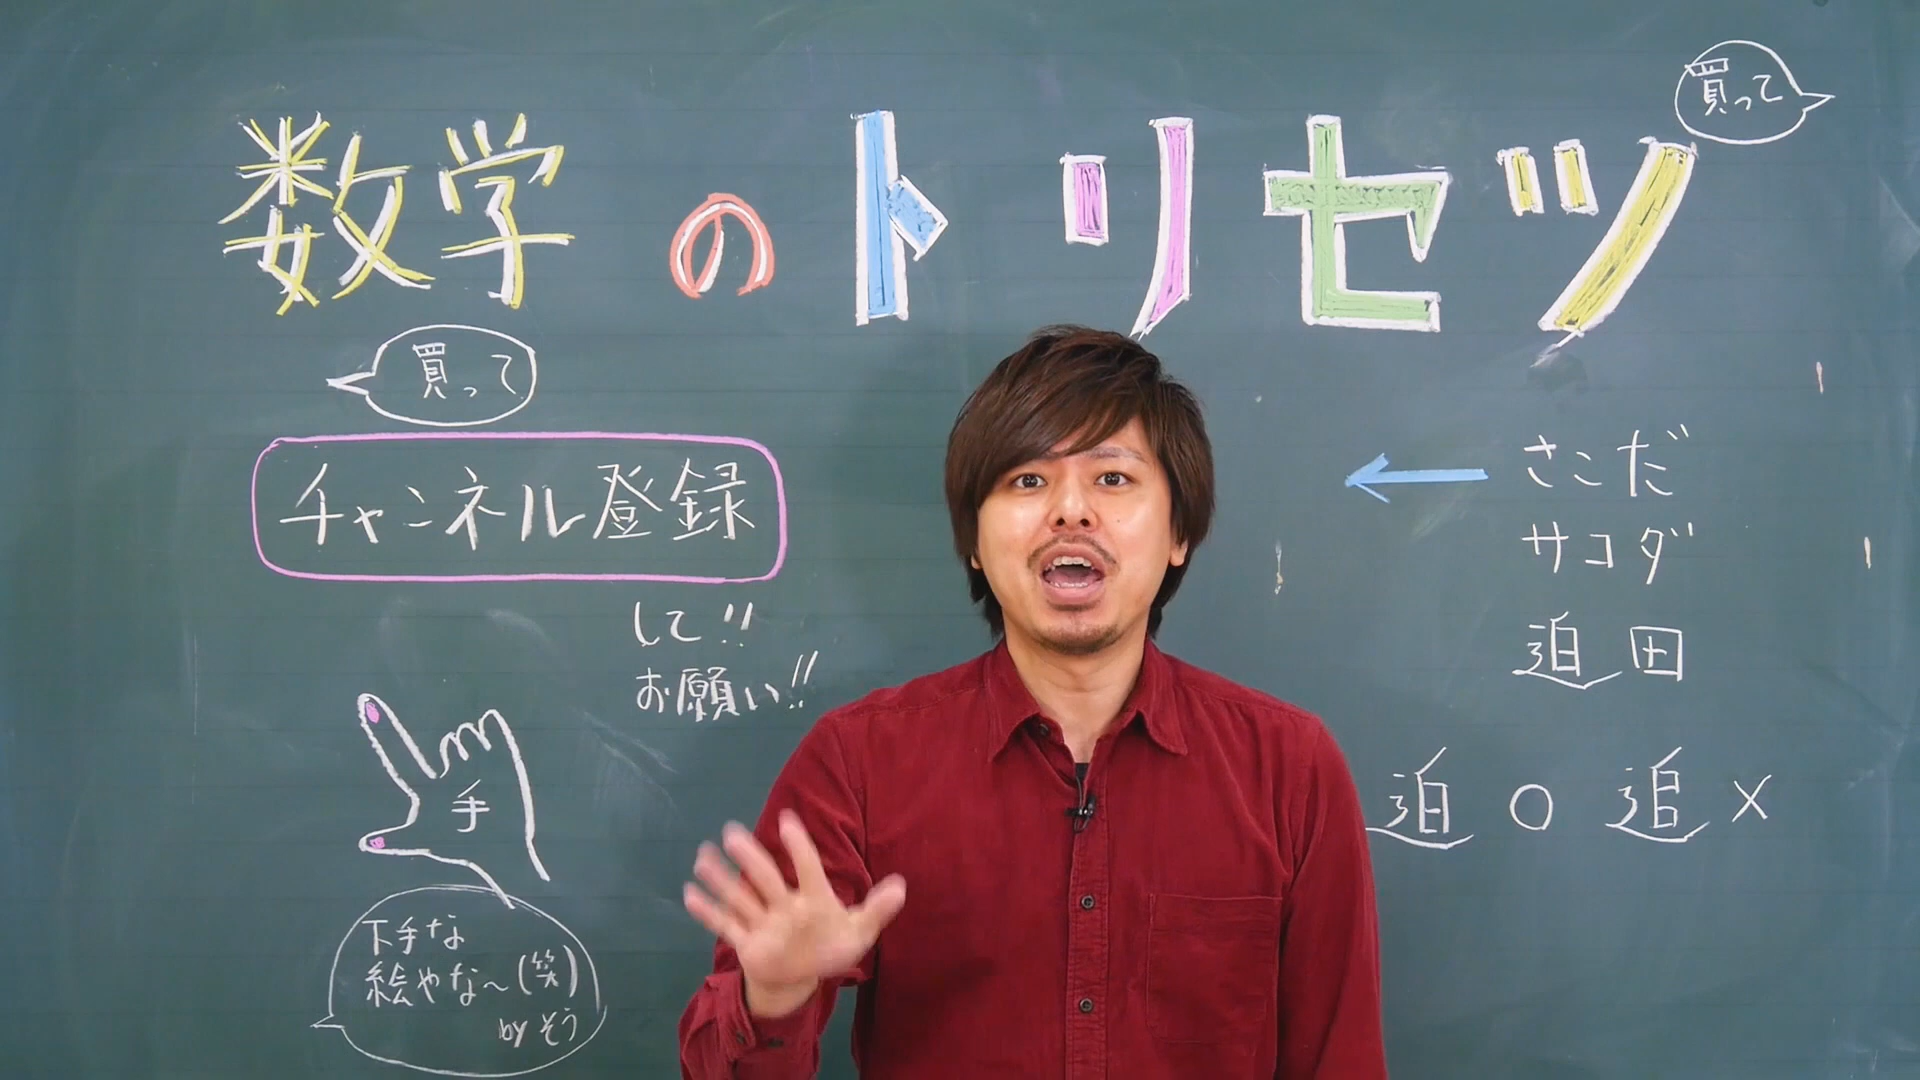 数学のトリセツ
買って
買って
チャンネル登録
して!!
お願い!!
手
下手な
絵やな〜(笑)
by そう
さこだ
サコダ
迫田
迫 ○ 追 ×